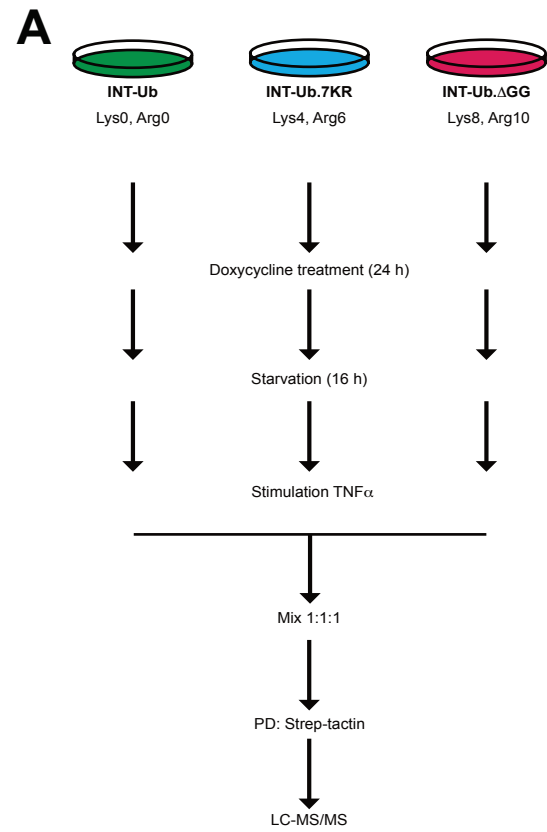 A
INT-Ub INT-Ub.7KR INT-Ub.ΔGG
Lys0, Arg0 Lys4, Arg6 Lys8, Arg10
Doxycycline treatment (24 h)
Starvation (16 h)
Stimulation TNFα
Mix 1:1:1
PD: Strep-tactin
LC-MS/MS